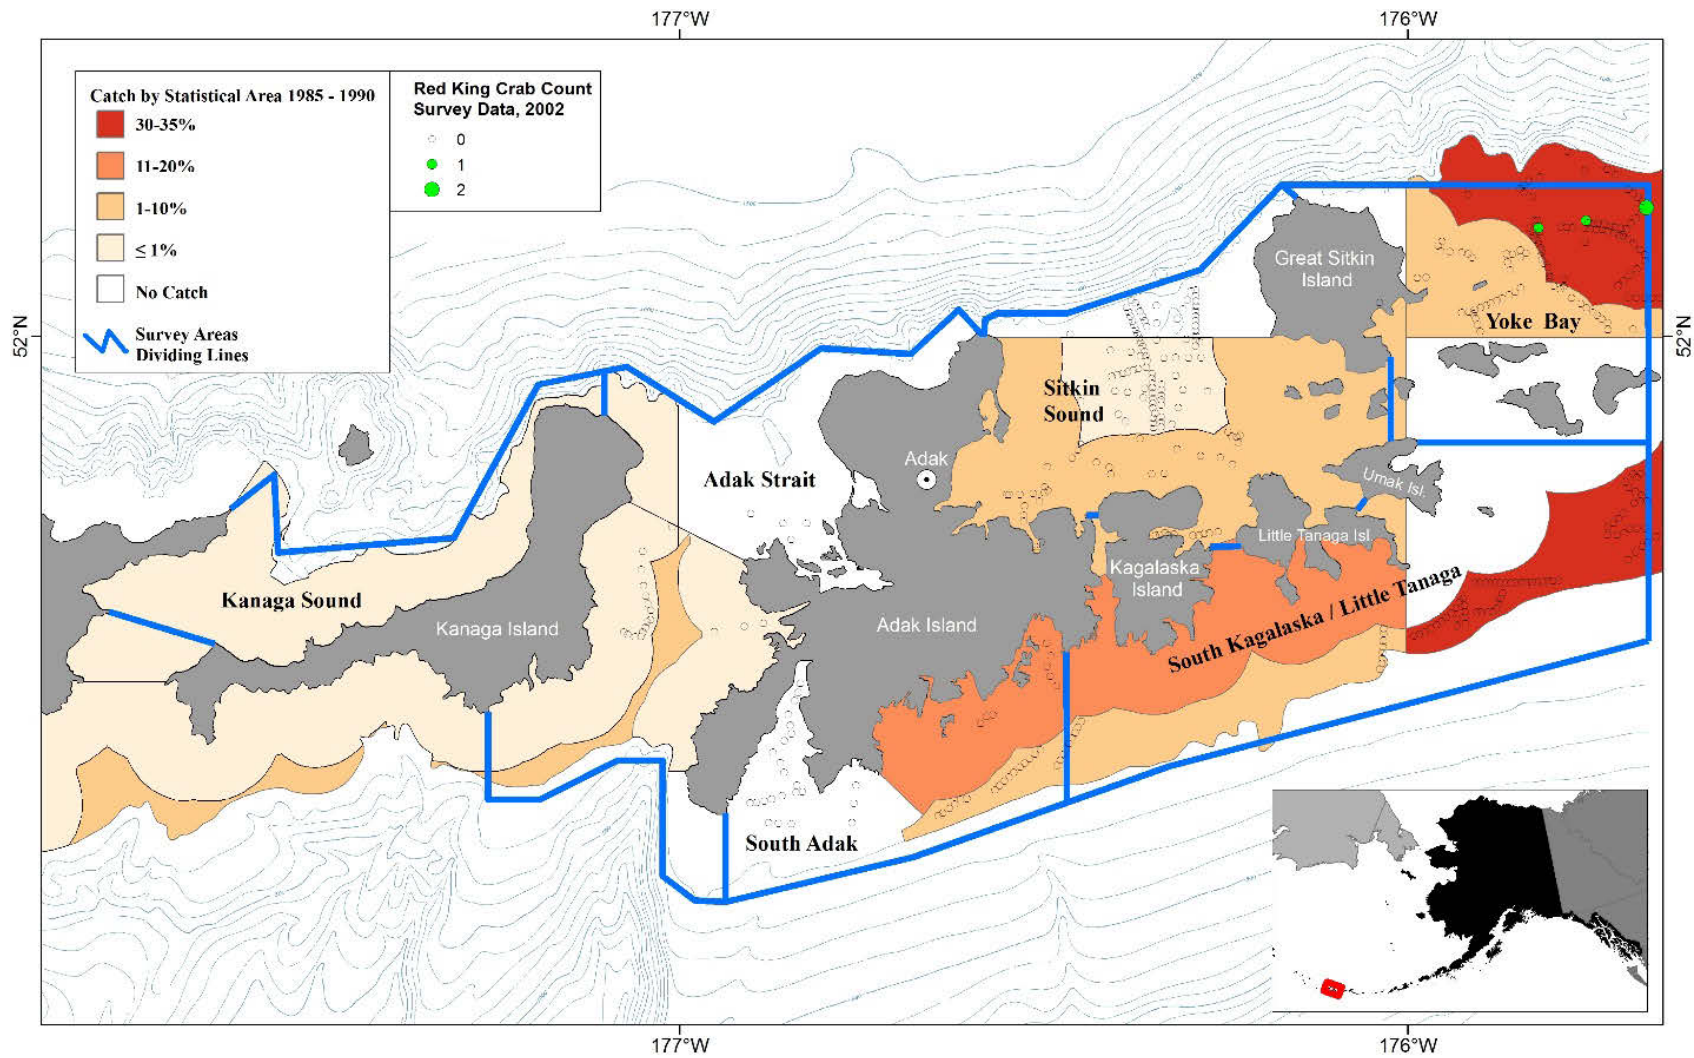 177°W
176°W
Catch by Statistical Area 1985 - 1990
30-35%
11-20%
1-10%
≤ 1%
No Catch
Survey Areas
Dividing Lines
Red King Crab Count
Survey Data, 2002
0
1
2
52°N
52°N
Great Sitkin
Island
Yoke Bay
Sitkin
Sound
Adak
Adak Strait
Umak Isl.
Little Tanaga Isl.
Kagalaska
Island
Kanaga Sound
Kanaga Island
Adak Island
South Kagalaska / Little Tanaga
South Adak
177°W
176°W